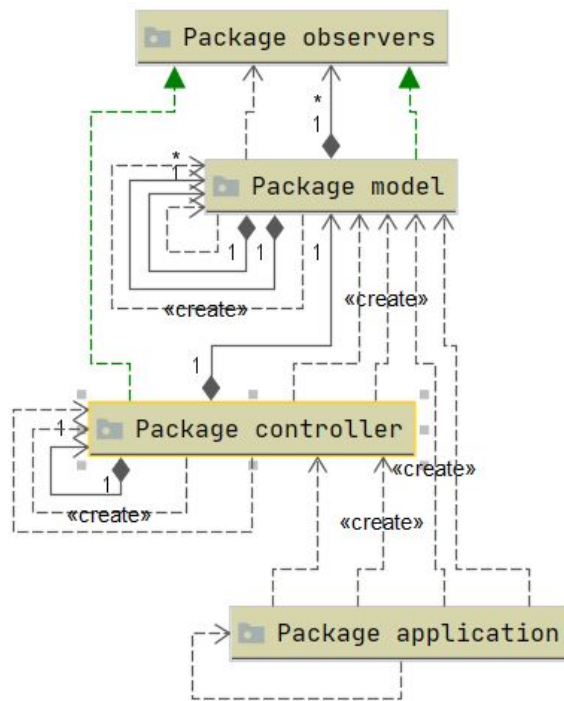 Package observers
*
1
*
1
Package model
1
1
1
«create»
«create»
1
Package controller
1
1
«create»
«create»
«create»
Package application